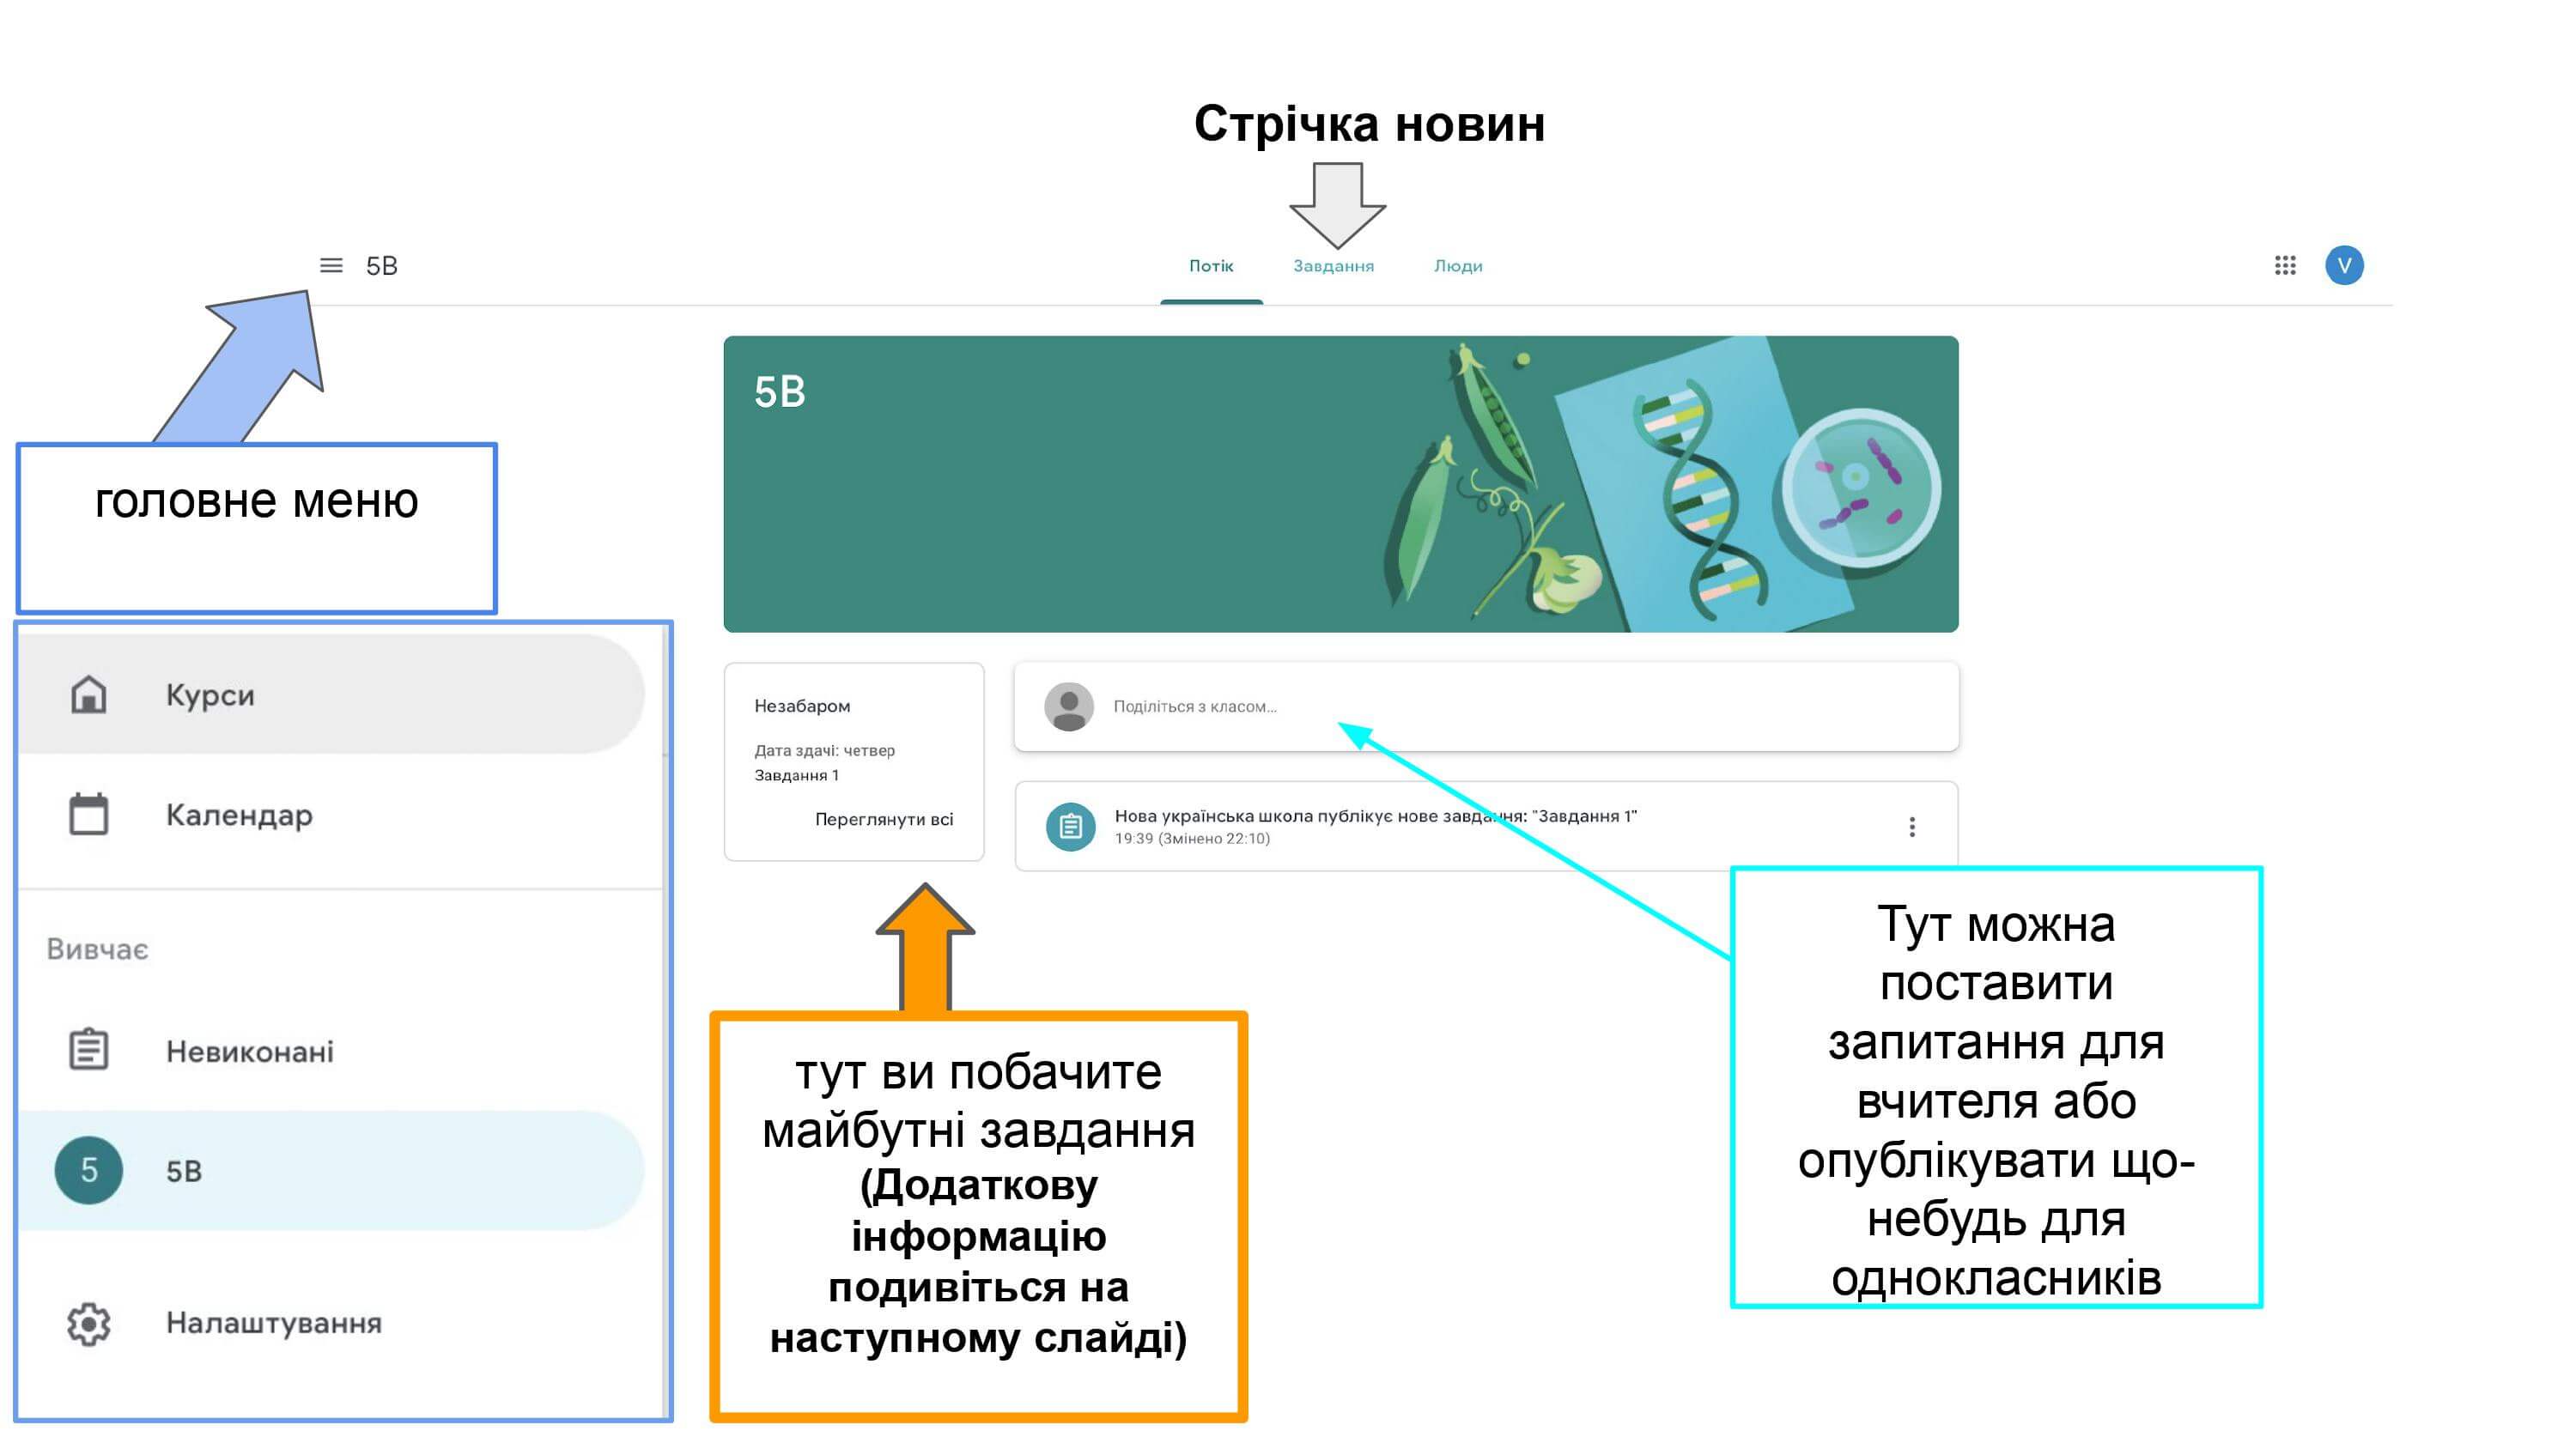 Стрічка новин
5В
Потік
Завдання
Люди
V
головне меню
5В
Курси
Календар
Вивчає
Невиконані
5
5В
Налаштування
Незабаром
Дата здачі: четвер
Завдання 1
Переглянути всі
Поділіться з класом...
Нова українська школа публікує нове завдання: "Завдання 1"
19:39 (Змінено 22:10)
тут ви побачите
майбутні завдання
(Додаткову
інформацію
подивіться на
наступному слайді)
Тут можна
поставити
запитання для
вчителя або
опублікувати що-
небудь для
однокласників